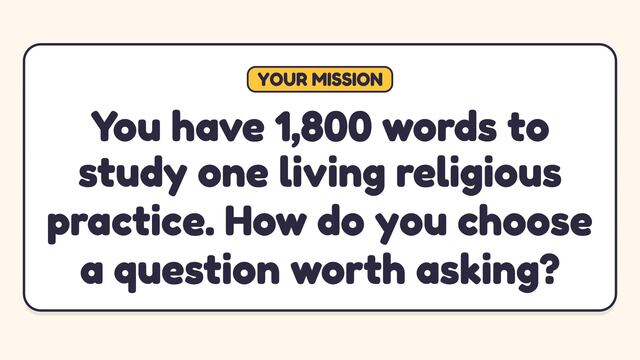 YOUR MISSION
You have 1,800 words to
study one living religious
practice. How do you choose
a question worth asking?